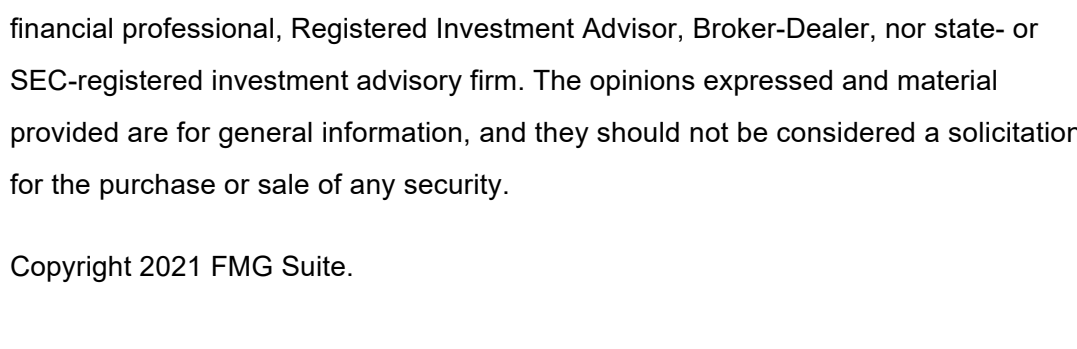 financial professional, Registered Investment Advisor, Broker-Dealer, nor state- or
SEC-registered investment advisory firm. The opinions expressed and material
provided are for general information, and they should not be considered a solicitation
for the purchase or sale of any security.
Copyright 2021 FMG Suite.